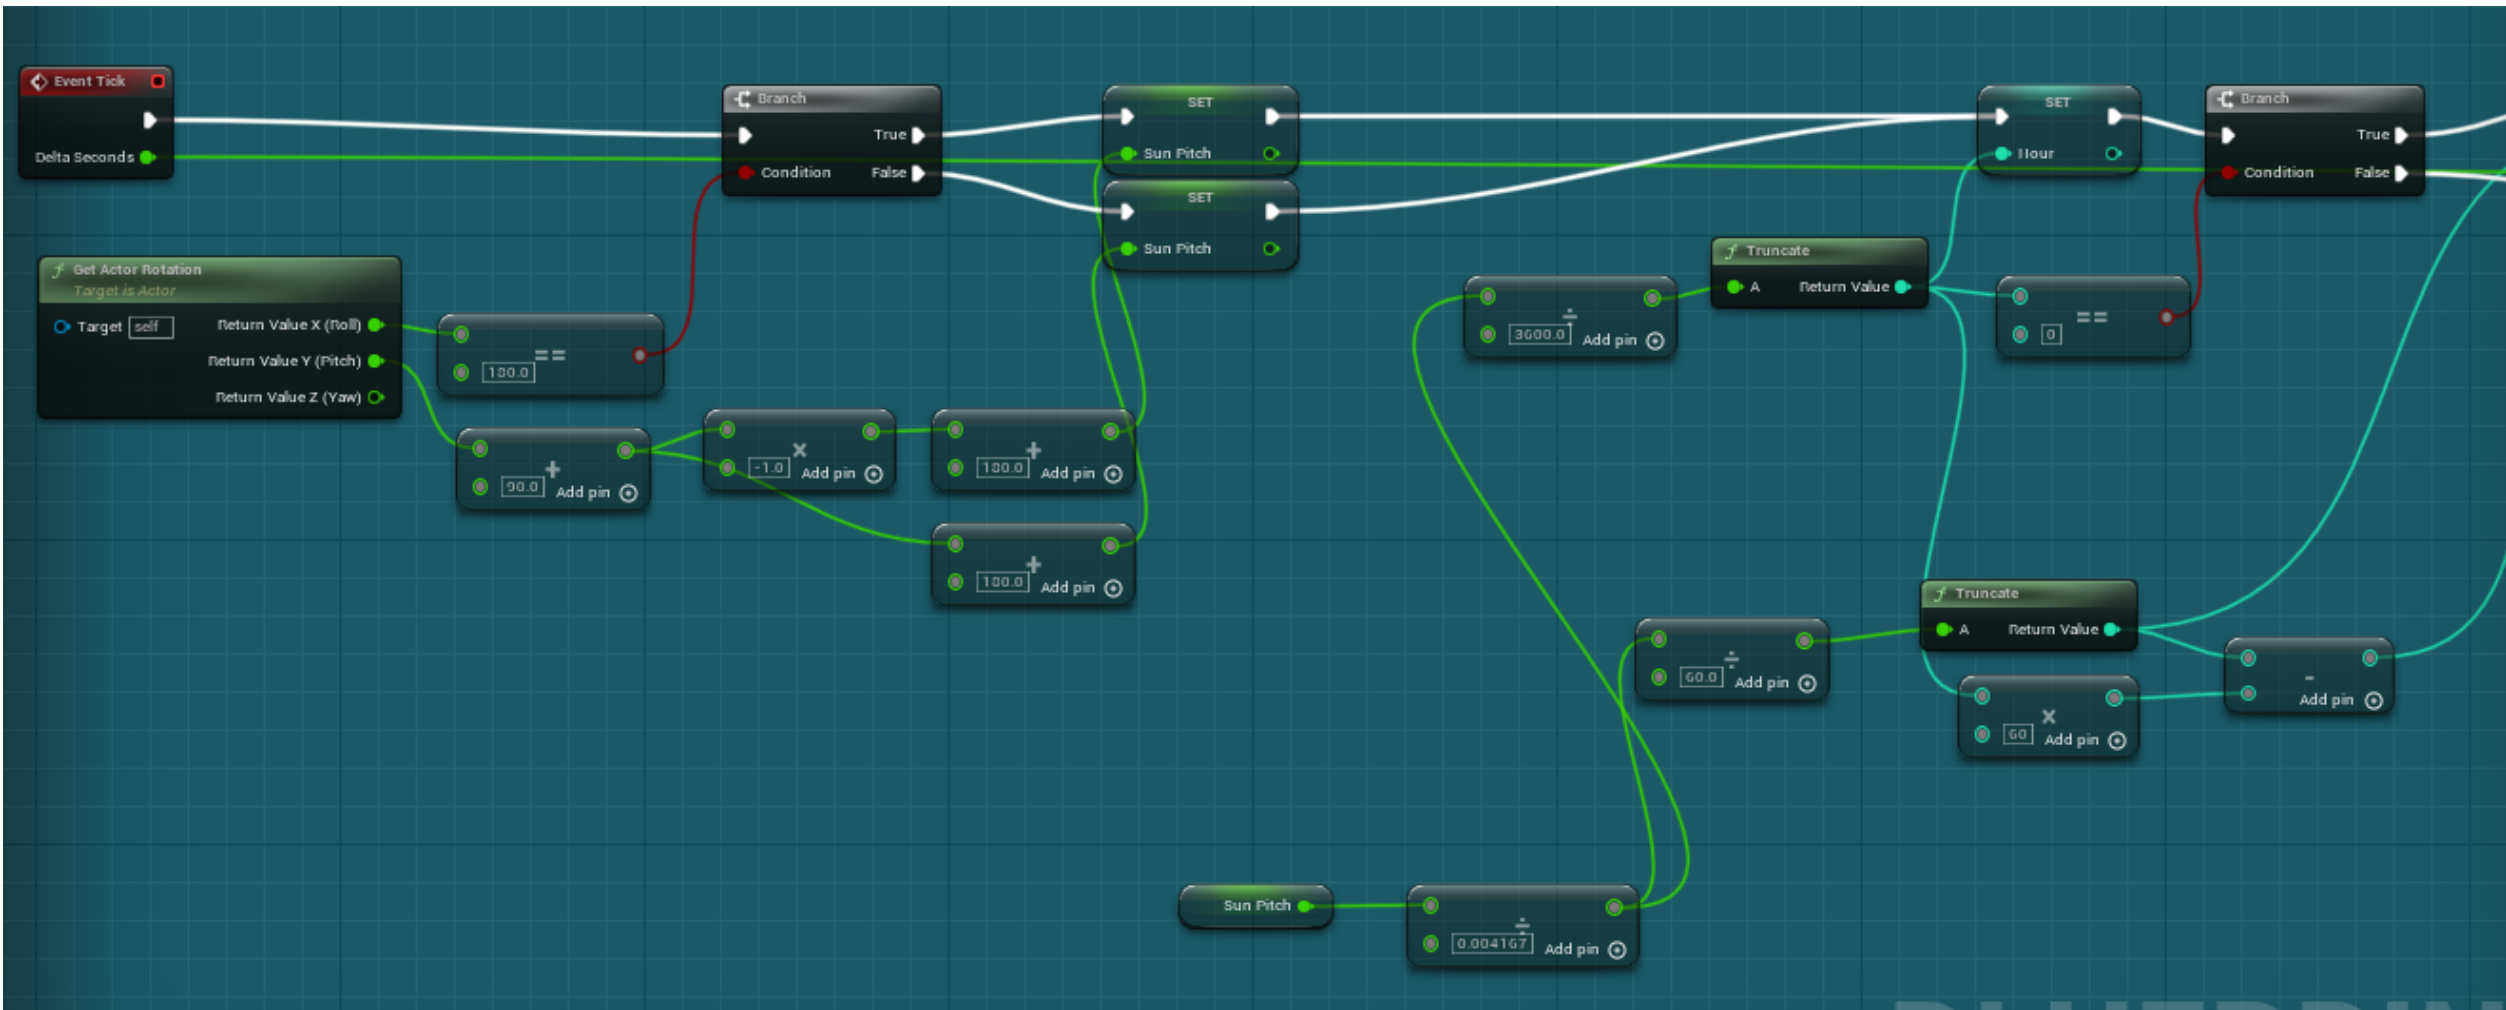 Event Tick
Delta Seconds
Branch
True
Condition
False
SET
Sun Pitch
SET
Sun Pitch
SET
Hour
Branch
True
Condition
False
Get Actor Rotation
Target is Actor
Target self
Return Value X (Roll)
Return Value Y (Pitch)
Return Value Z (Yaw)
180.0
==
90.0
+
Add pin
-1.0
×
Add pin
180.0
+
Add pin
180.0
+
Add pin
3600.0
÷
Add pin
Truncate
A
Return Value
0
==
60.0
÷
Add pin
Truncate
A
Return Value
60
×
Add pin
-
Add pin
Sun Pitch
0.004167
÷
Add pin